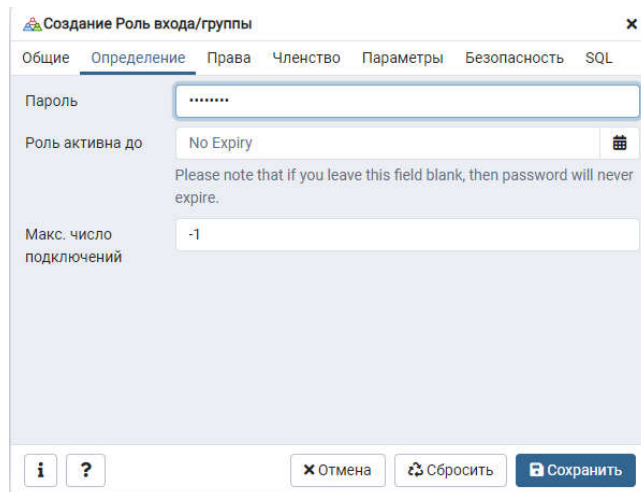 Создание Роль входа/группы
Общие Определение Права Членство Параметры Безопасность SQL
Пароль ••••••••
Роль активна до No Expiry
Please note that if you leave this field blank, then password will never
expire.
Макс. число -1
подключений
i ? Отмена Сбросить Сохранить